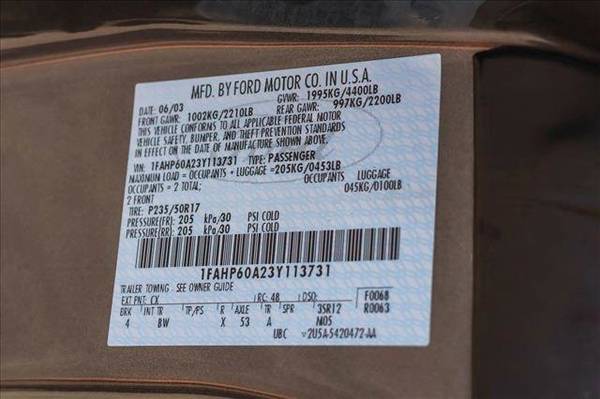 MFD. BY FORD MOTOR CO. IN U.S.A.
DATE: 06/03 GVWR: 1995KG/4400LB
FRONT GAWR: 1002KG/2210LB REAR GAWR: 997KG/2200LB
THIS VEHICLE CONFORMS TO ALL APPLICABLE FEDERAL MOTOR
VEHICLE SAFETY, BUMPER, AND THEFT PREVENTION STANDARDS
IN EFFECT ON THE DATE OF MANUFACTURE SHOWN ABOVE.
VIN: 1FAHP60A23Y113731 TYPE: PASSENGER
MAXIMUM LOAD = OCCUPANTS + LUGGAGE = 205KG/0453LB
OCCUPANTS = 2 TOTAL; OCCUPANTS LUGGAGE
2 FRONT 045KG/0100LB
TIRE: P235/50R17
PRESSURE(FR): 205 kPa/30 PSI COLD
PRESSURE(RR): 205 kPa/30 PSI COLD
1FAHP60A23Y113731
TRAILER TOWING - SEE OWNER GUIDE
EXT PNT: CX RC: 48 DSO: F0068
BRK INT TR TP/PS R AXLE TR SPR 3SR12 R0063
4 BW X 53 A NI05
UBC 2U5A-5420472-AA